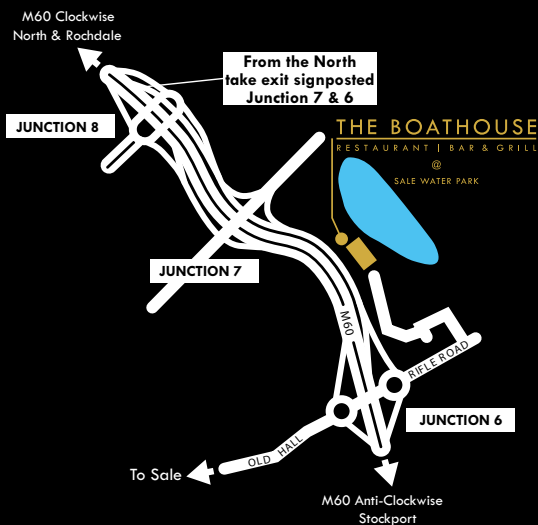 M60 Clockwise
North & Rochdale
From the North
take exit signposted
Junction 7 & 6
JUNCTION 8
THE BOATHOUSE
RESTAURANT | BAR & GRILL
@
SALE WATER PARK
JUNCTION 7
M60
RIFLE ROAD
JUNCTION 6
OLD HALL
To Sale
M60 Anti-Clockwise
Stockport